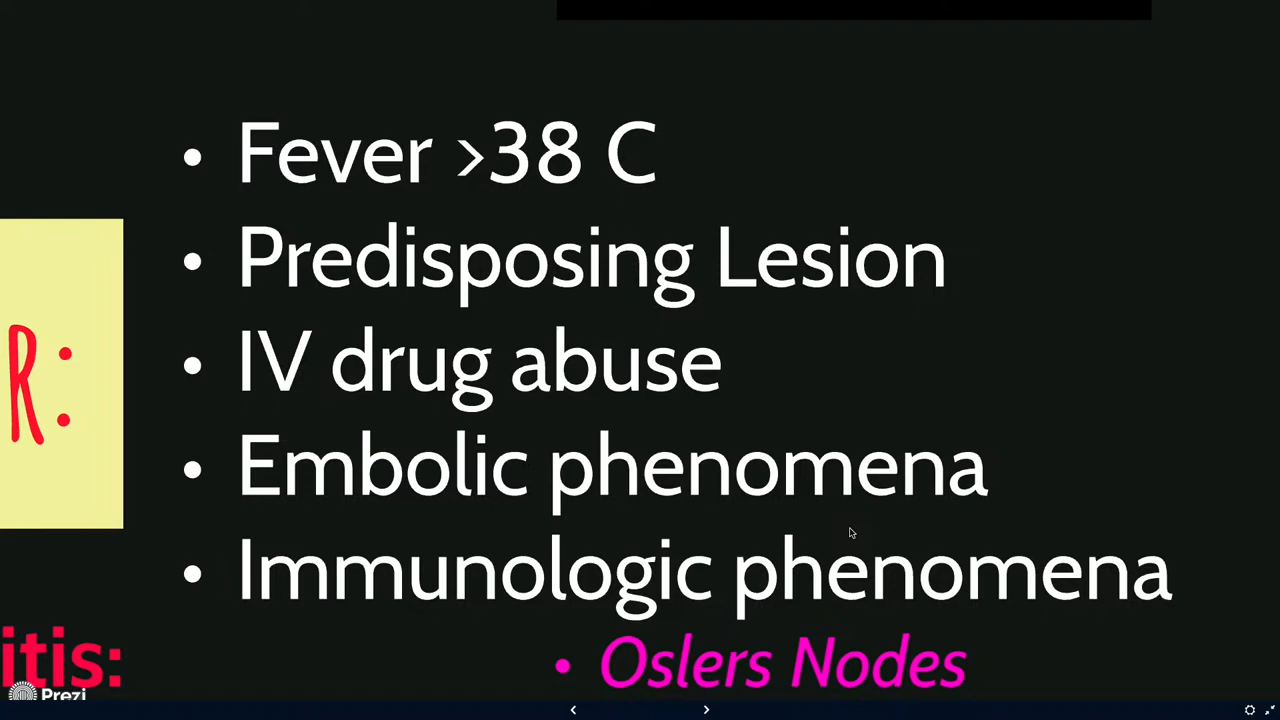 • Fever >38 C
• Predisposing Lesion
• IV drug abuse
• Embolic phenomena
• Immunologic phenomena
R:
itis:
• Oslers Nodes
Prezi